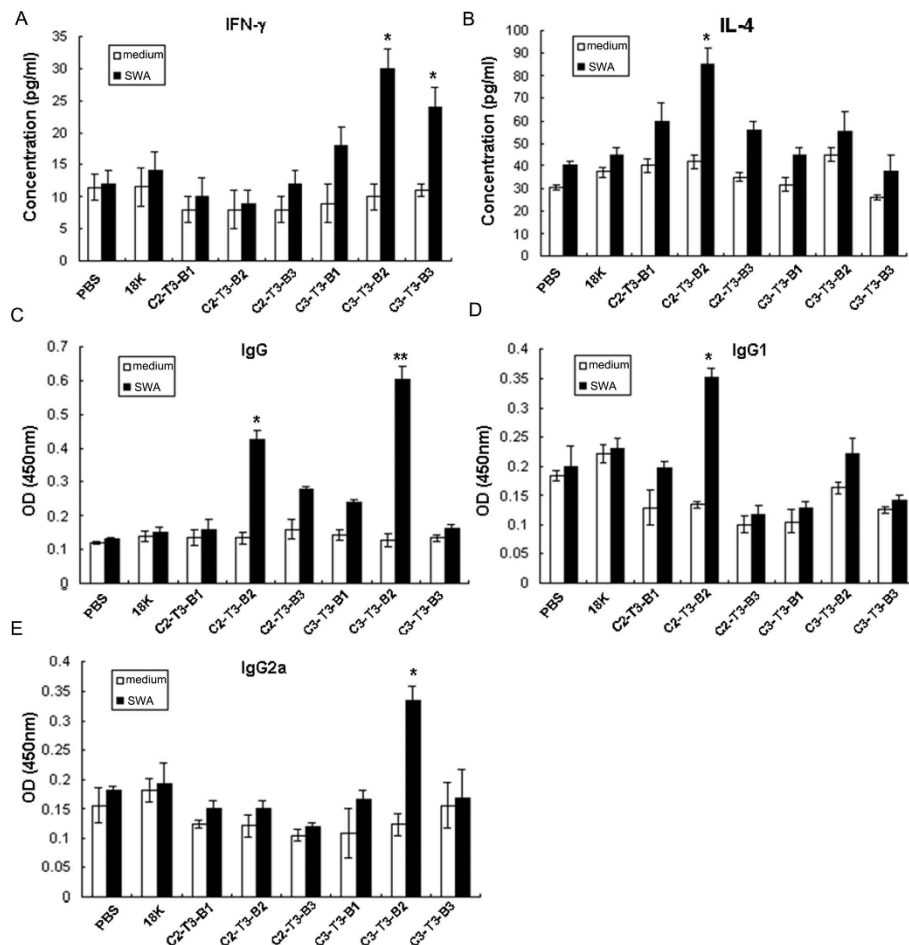 A
IFN-γ
Concentration (pg/ml)
35
30
25
20
15
10
5
0
medium
SWA
*
*
PBS
18K
C2-T3-B1
C2-T3-B2
C2-T3-B3
C3-T3-B1
C3-T3-B2
C3-T3-B3
B
IL-4
Concentration (pg/ml)
100
90
80
70
60
50
40
30
20
10
0
medium
SWA
*
PBS
18K
C2-T3-B1
C2-T3-B2
C2-T3-B3
C3-T3-B1
C3-T3-B2
C3-T3-B3
C
IgG
OD (450nm)
0.7
0.6
0.5
0.4
0.3
0.2
0.1
0
medium
SWA
*
**
PBS
18K
C2-T3-B1
C2-T3-B2
C2-T3-B3
C3-T3-B1
C3-T3-B2
C3-T3-B3
D
IgG1
OD (450nm)
0.4
0.35
0.3
0.25
0.2
0.15
0.1
0.05
0
medium
SWA
*
PBS
18K
C2-T3-B1
C2-T3-B2
C2-T3-B3
C3-T3-B1
C3-T3-B2
C3-T3-B3
E
IgG2a
OD (450nm)
0.4
0.35
0.3
0.25
0.2
0.15
0.1
0.05
0
medium
SWA
*
PBS
18K
C2-T3-B1
C2-T3-B2
C2-T3-B3
C3-T3-B1
C3-T3-B2
C3-T3-B3